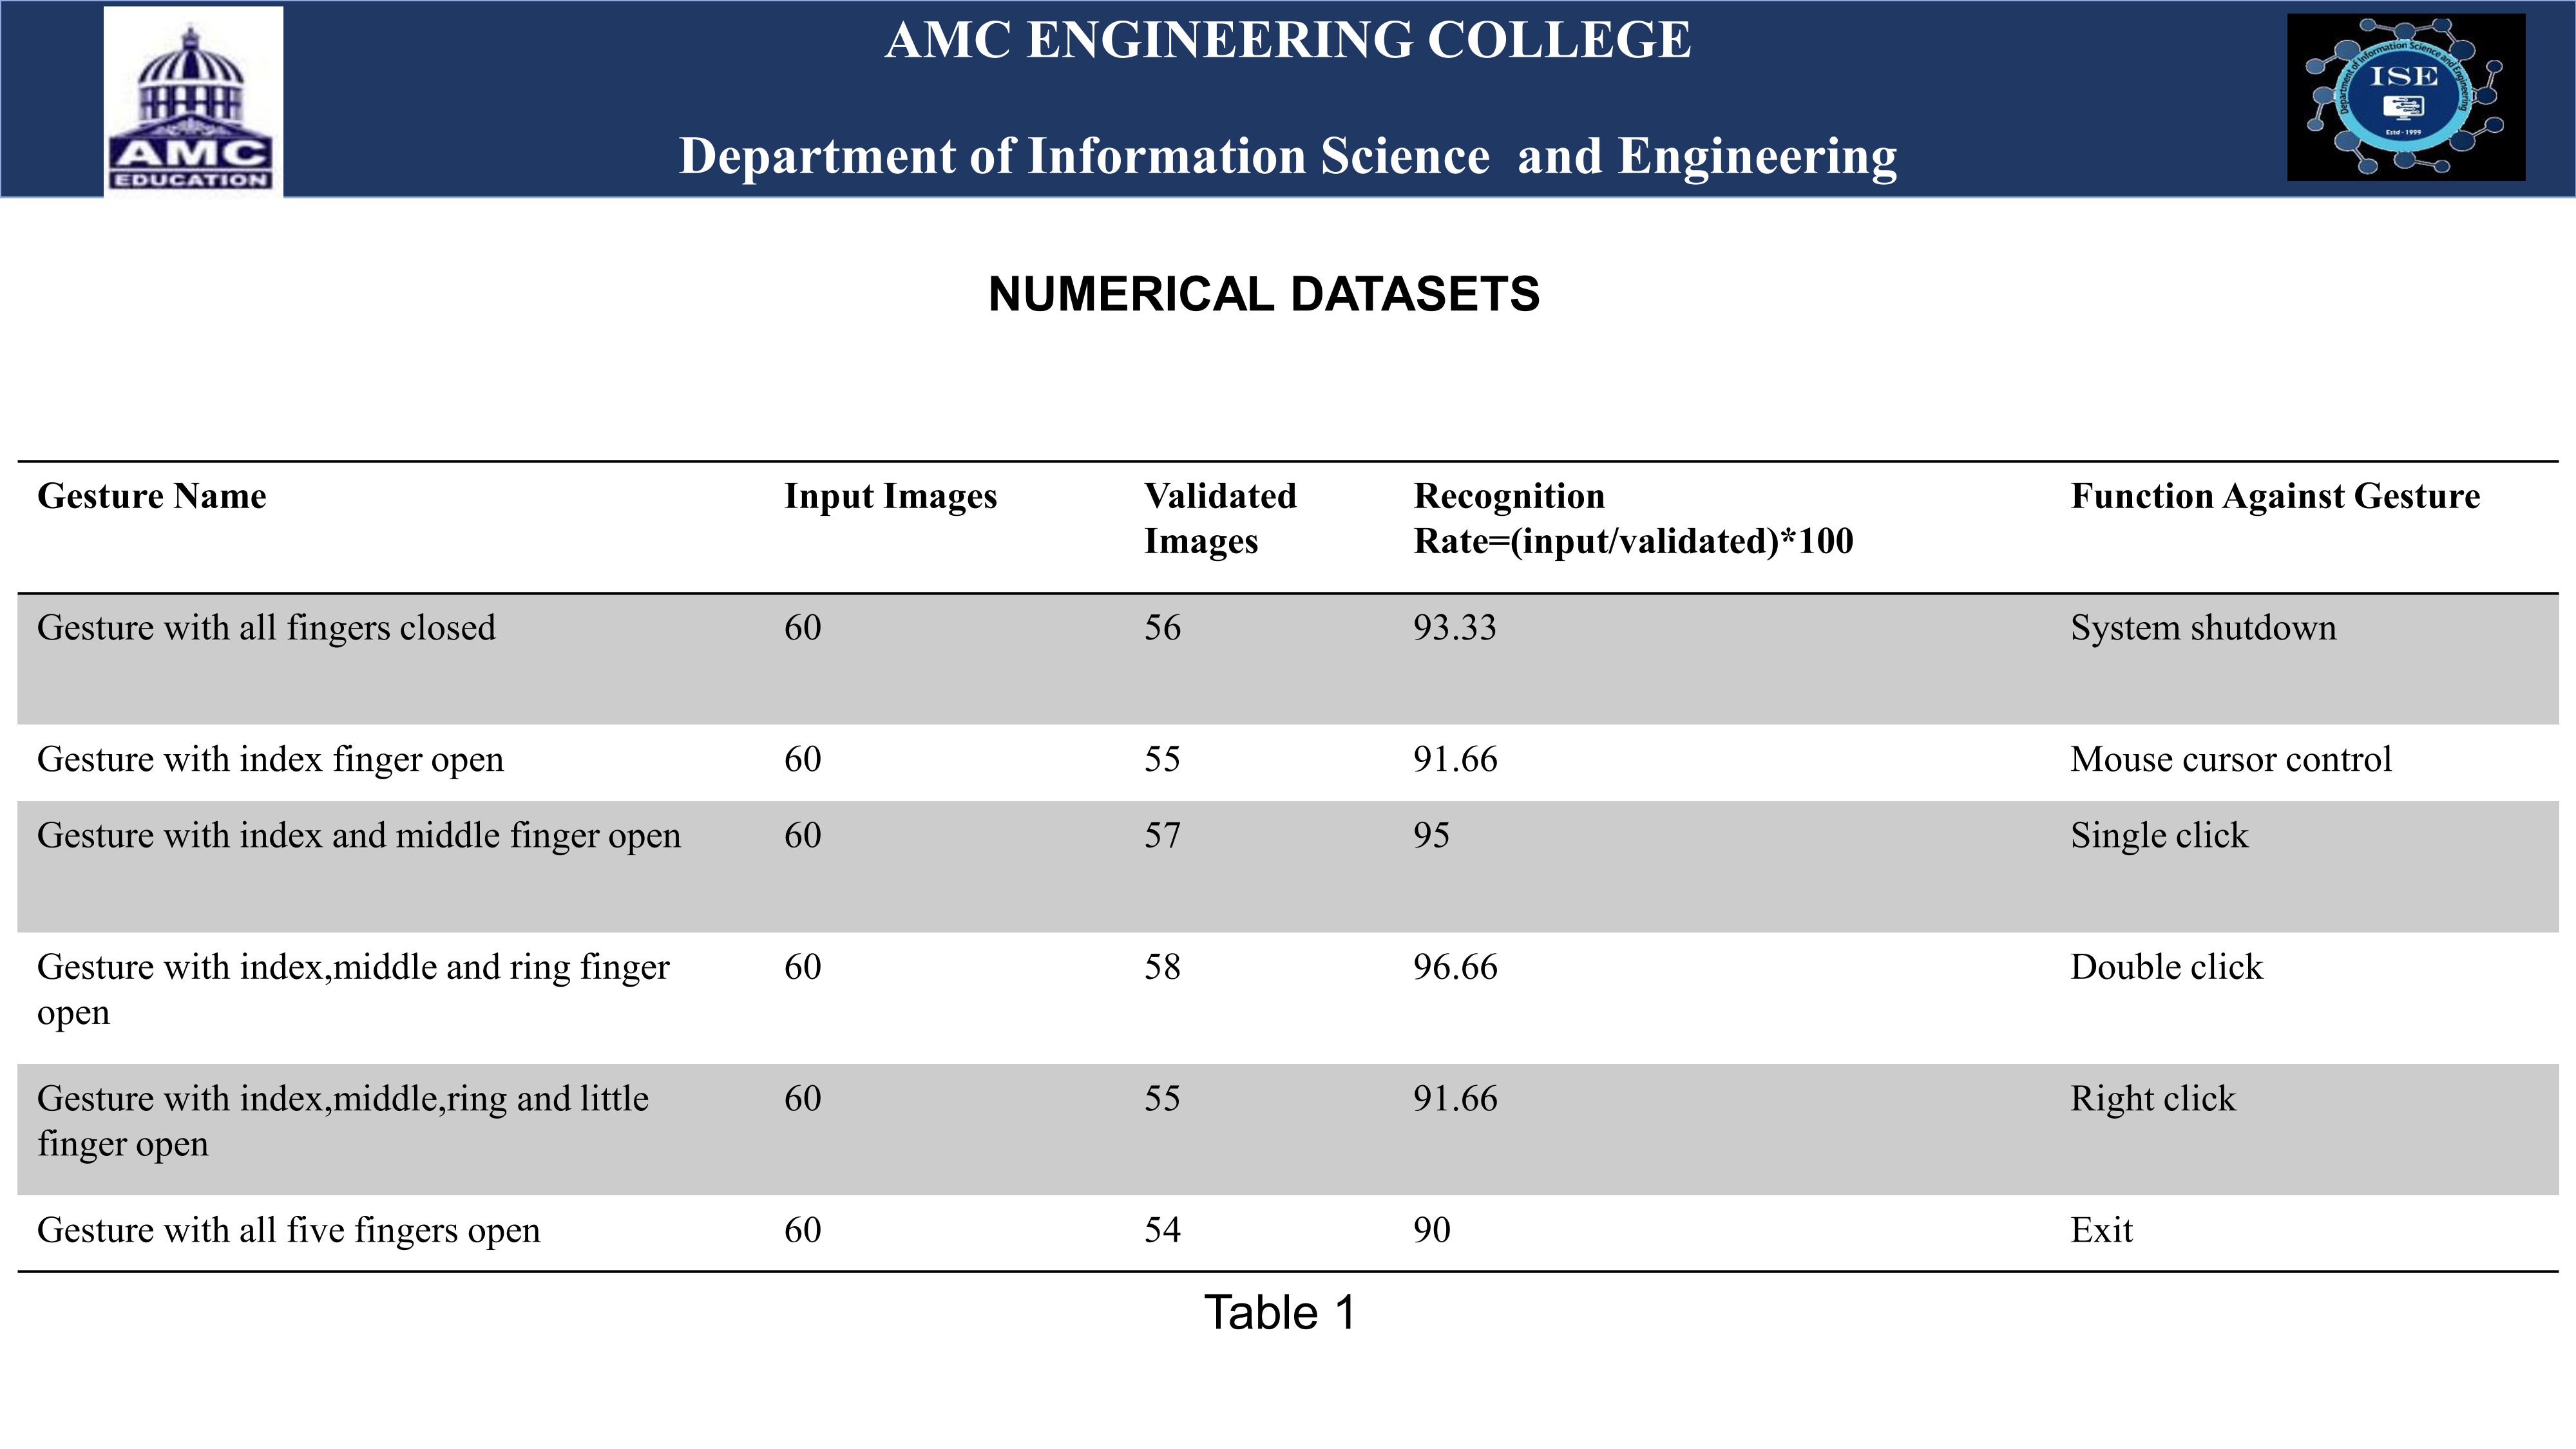 AMC ENGINEERING COLLEGE
Department of Information Science and Engineering
AMC
EDUCATION
Department of Information Science and Engineering
ISE
Estd - 1999
NUMERICAL DATASETS
Gesture Name Input Images Validated Images Recognition Rate=(input/validated)*100 Function Against Gesture
Gesture with all fingers closed 60 56 93.33 System shutdown
Gesture with index finger open 60 55 91.66 Mouse cursor control
Gesture with index and middle finger open 60 57 95 Single click
Gesture with index,middle and ring finger open 60 58 96.66 Double click
Gesture with index,middle,ring and little finger open 60 55 91.66 Right click
Gesture with all five fingers open 60 54 90 Exit
Table 1